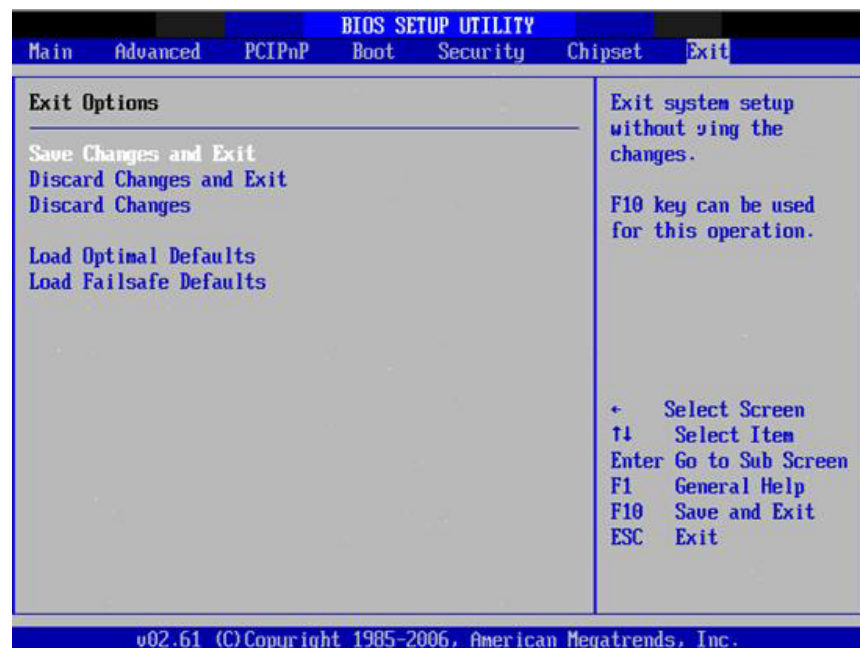 BIOS SETUP UTILITY
Main Advanced PCIPnP Boot Security Chipset Exit
Exit Options
Save Changes and Exit
Discard Changes and Exit
Discard Changes
Load Optimal Defaults
Load Failsafe Defaults
Exit system setup
without ving the
changes.
F10 key can be used
for this operation.
← Select Screen
↑↓ Select Item
Enter Go to Sub Screen
F1 General Help
F10 Save and Exit
ESC Exit
v02.61 (C)Copyright 1985-2006, American Megatrends, Inc.